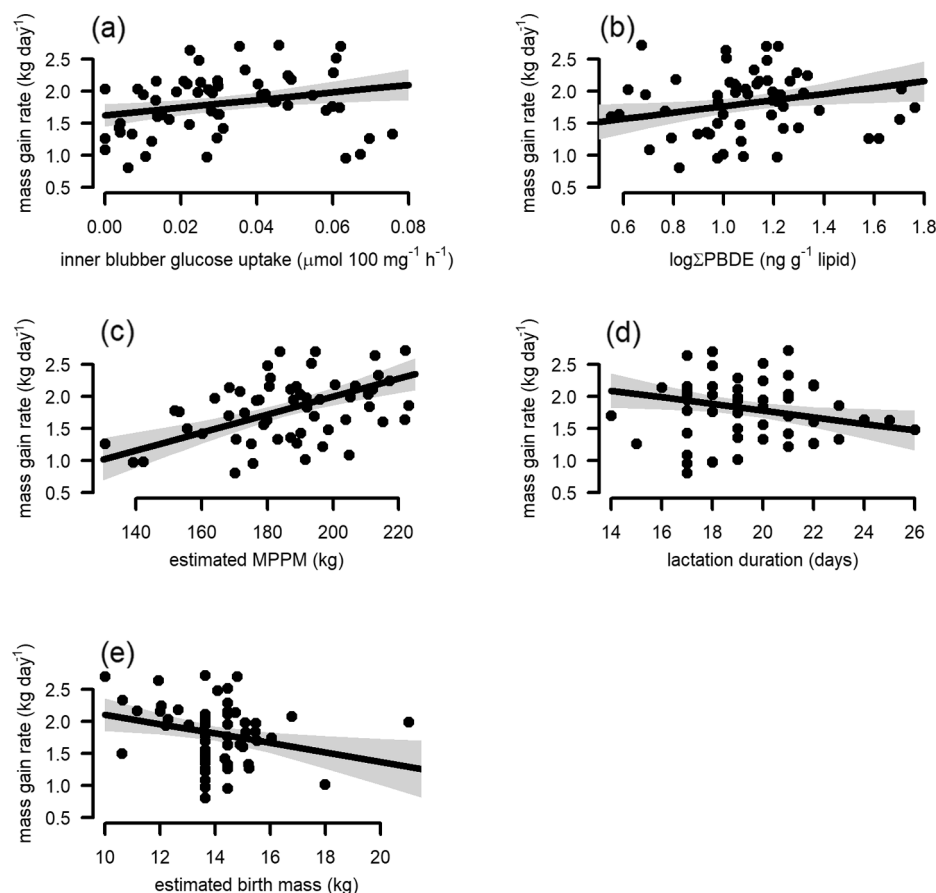 (a)
mass gain rate (kg day⁻¹)
2.5
2.0
1.5
1.0
0.5
0.00 0.02 0.04 0.06 0.08
inner blubber glucose uptake (μmol 100 mg⁻¹ h⁻¹)
(b)
mass gain rate (kg day⁻¹)
2.5
2.0
1.5
1.0
0.5
0.6 0.8 1.0 1.2 1.4 1.6 1.8
logΣPBDE (ng g⁻¹ lipid)
(c)
mass gain rate (kg day⁻¹)
2.5
2.0
1.5
1.0
0.5
140 160 180 200 220
estimated MPPM (kg)
(d)
mass gain rate (kg day⁻¹)
2.5
2.0
1.5
1.0
0.5
14 16 18 20 22 24 26
lactation duration (days)
(e)
mass gain rate (kg day⁻¹)
2.5
2.0
1.5
1.0
0.5
10 12 14 16 18 20
estimated birth mass (kg)